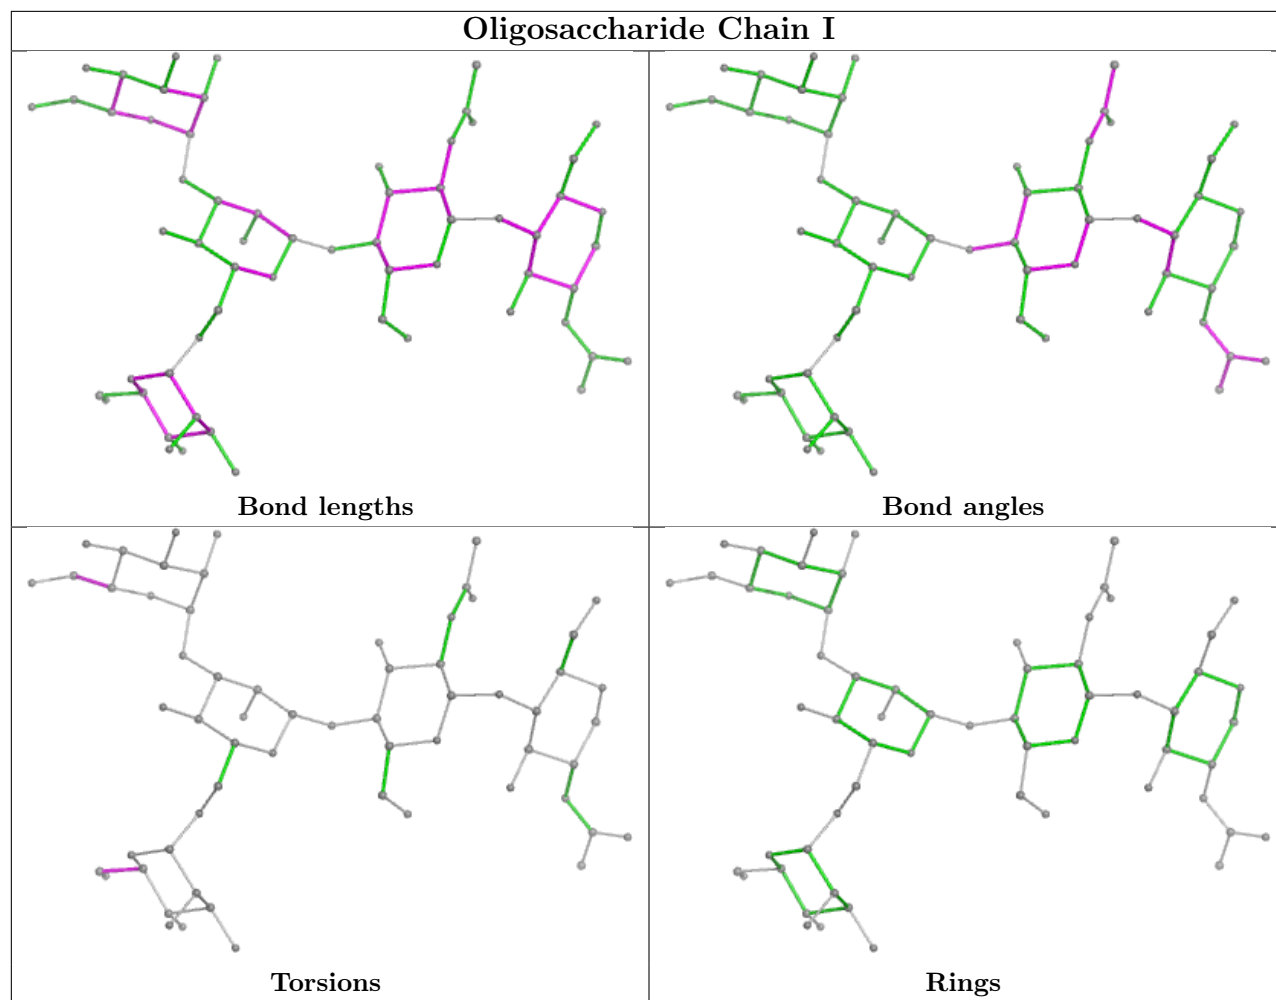 Oligosaccharide Chain I
Bond lengths
Bond angles
Torsions
Rings